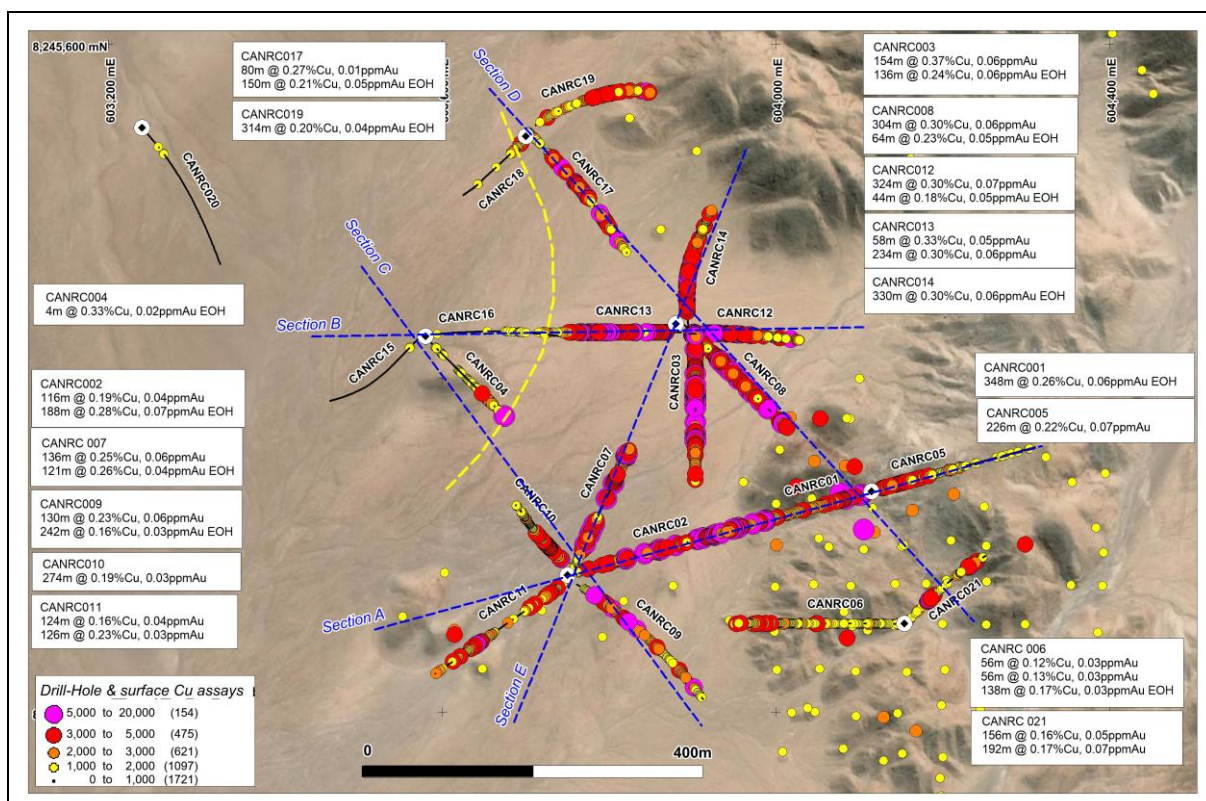 8,245,600 mN
603,200 mE
604,000 mE
604,400 mE
CANRC017
80m @ 0.27%Cu, 0.01ppmAu
150m @ 0.21%Cu, 0.05ppmAu EOH
CANRC019
314m @ 0.20%Cu, 0.04ppmAu EOH
CANRC003
154m @ 0.37%Cu, 0.06ppmAu
136m @ 0.24%Cu, 0.06ppmAu EOH
CANRC008
304m @ 0.30%Cu, 0.06ppmAu
64m @ 0.23%Cu, 0.05ppmAu EOH
CANRC012
324m @ 0.30%Cu, 0.07ppmAu
44m @ 0.18%Cu, 0.05ppmAu EOH
CANRC013
58m @ 0.33%Cu, 0.05ppmAu
234m @ 0.30%Cu, 0.06ppmAu
CANRC014
330m @ 0.30%Cu, 0.06ppmAu EOH
Section D
CANRC19
CANRC18
CANRC17
CANRC020
CANRC14
Section C
CANRC004
4m @ 0.33%Cu, 0.02ppmAu EOH
Section B
CANRC16
CANRC13
CANRC12
CANRC15
CANRC04
CANRC03
CANRC08
CANRC001
348m @ 0.26%Cu, 0.06ppmAu EOH
CANRC005
226m @ 0.22%Cu, 0.07ppmAu
CANRC002
116m @ 0.19%Cu, 0.04ppmAu
188m @ 0.28%Cu, 0.07ppmAu EOH
CANRC 007
136m @ 0.25%Cu, 0.06ppmAu
121m @ 0.26%Cu, 0.04ppmAu EOH
CANRC009
130m @ 0.23%Cu, 0.06ppmAu
242m @ 0.16%Cu, 0.03ppmAu EOH
CANRC010
274m @ 0.19%Cu, 0.03ppmAu
CANRC011
124m @ 0.16%Cu, 0.04ppmAu
126m @ 0.23%Cu, 0.03ppmAu
CANRC07
CANRC10
CANRC02
CANRC01
CANRC05
CANRC11
CANRC09
CANRC06
CANRC021
Section A
Section E
CANRC 006
56m @ 0.12%Cu, 0.03ppmAu
56m @ 0.13%Cu, 0.03ppmAu
138m @ 0.17%Cu, 0.03ppmAu EOH
CANRC 021
156m @ 0.16%Cu, 0.05ppmAu
192m @ 0.17%Cu, 0.07ppmAu
Drill-Hole & surface Cu assays
5,000 to 20,000 (154)
3,000 to 5,000 (475)
2,000 to 3,000 (621)
1,000 to 2,000 (1097)
0 to 1,000 (1721)
0
400m